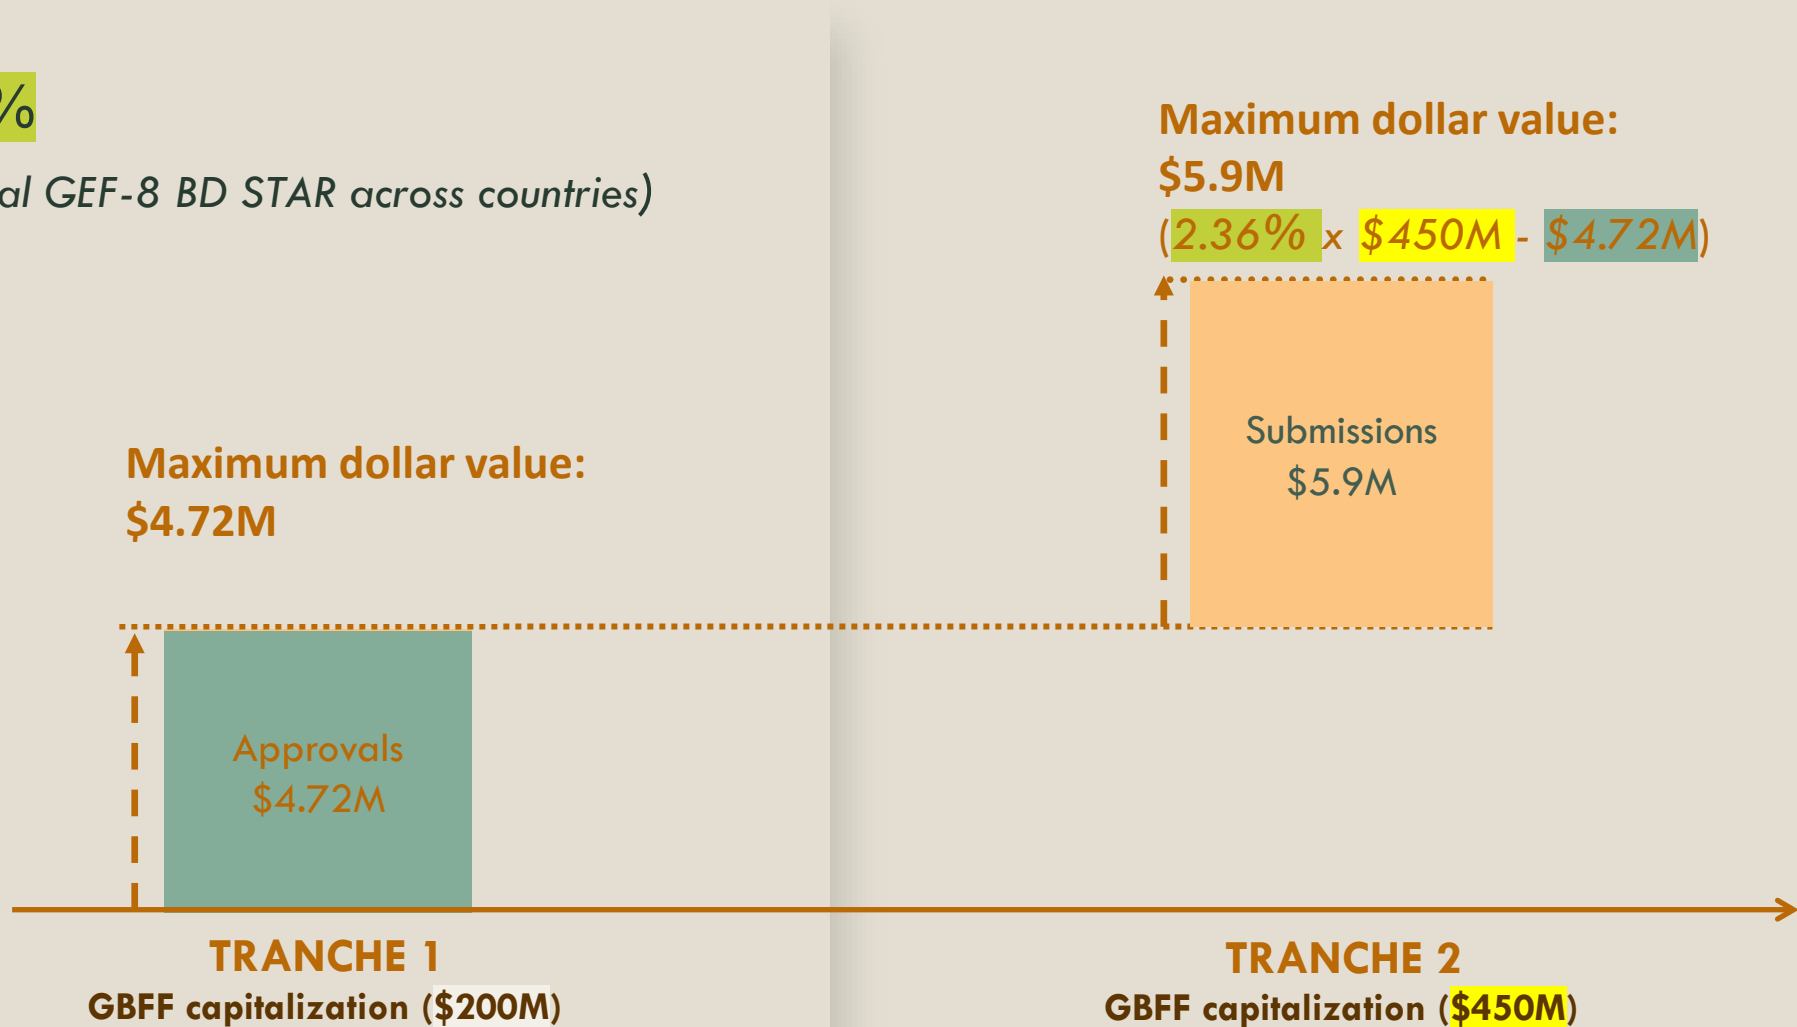 %
al GEF-8 BD STAR across countries)
Maximum dollar value:
$4.72M
Approvals
$4.72M
TRANCHE 1
GBFF capitalization ($200M)
Maximum dollar value:
$5.9M
(2.36% x $450M - $4.72M)
Submissions
$5.9M
TRANCHE 2
GBFF capitalization ($450M)